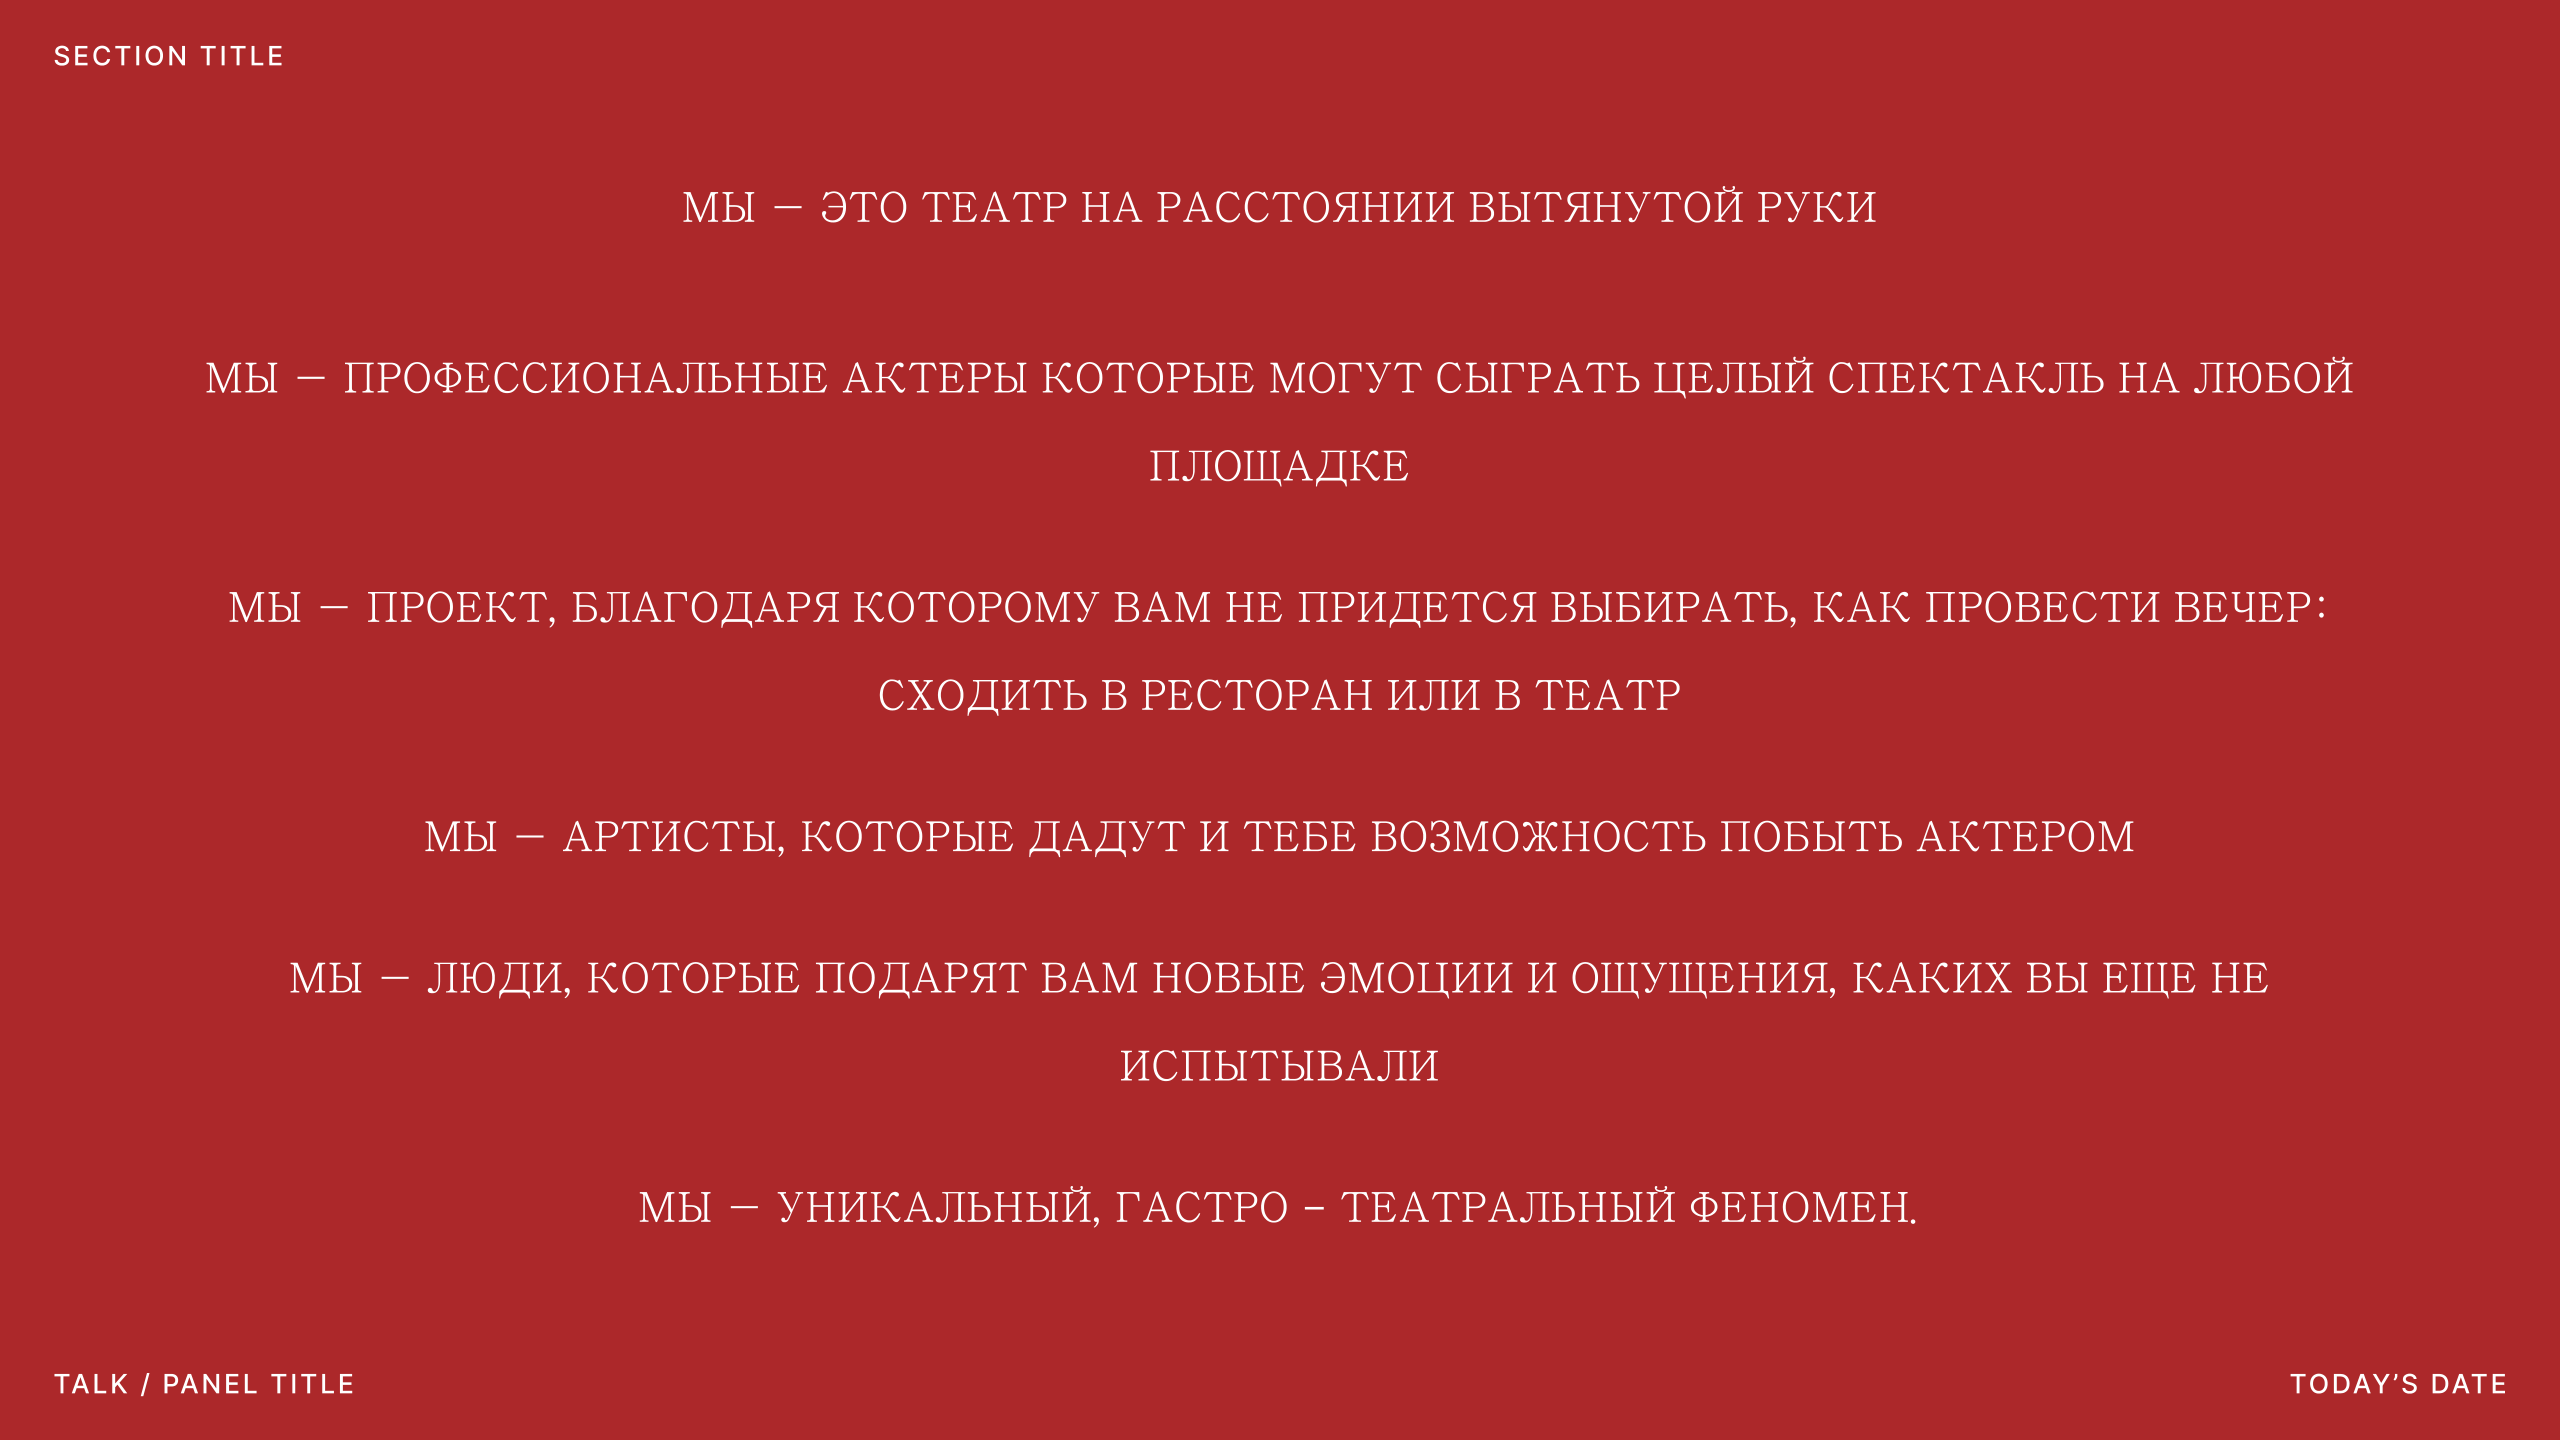 SECTION TITLE
МЫ — ЭТО ТЕАТР НА РАССТОЯНИИ ВЫТЯНУТОЙ РУКИ
МЫ — ПРОФЕССИОНАЛЬНЫЕ АКТЕРЫ КОТОРЫЕ МОГУТ СЫГРАТЬ ЦЕЛЫЙ СПЕКТАКЛЬ НА ЛЮБОЙ
ПЛОЩАДКЕ
МЫ — ПРОЕКТ, БЛАГОДАРЯ КОТОРОМУ ВАМ НЕ ПРИДЕТСЯ ВЫБИРАТЬ, КАК ПРОВЕСТИ ВЕЧЕР:
СХОДИТЬ В РЕСТОРАН ИЛИ В ТЕАТР
МЫ — АРТИСТЫ, КОТОРЫЕ ДАДУТ И ТЕБЕ ВОЗМОЖНОСТЬ ПОБЫТЬ АКТЕРОМ
МЫ — ЛЮДИ, КОТОРЫЕ ПОДАРЯТ ВАМ НОВЫЕ ЭМОЦИИ И ОЩУЩЕНИЯ, КАКИХ ВЫ ЕЩЕ НЕ
ИСПЫТЫВАЛИ
МЫ — УНИКАЛЬНЫЙ, ГАСТРО – ТЕАТРАЛЬНЫЙ ФЕНОМЕН.
TALK / PANEL TITLE
TODAY’S DATE